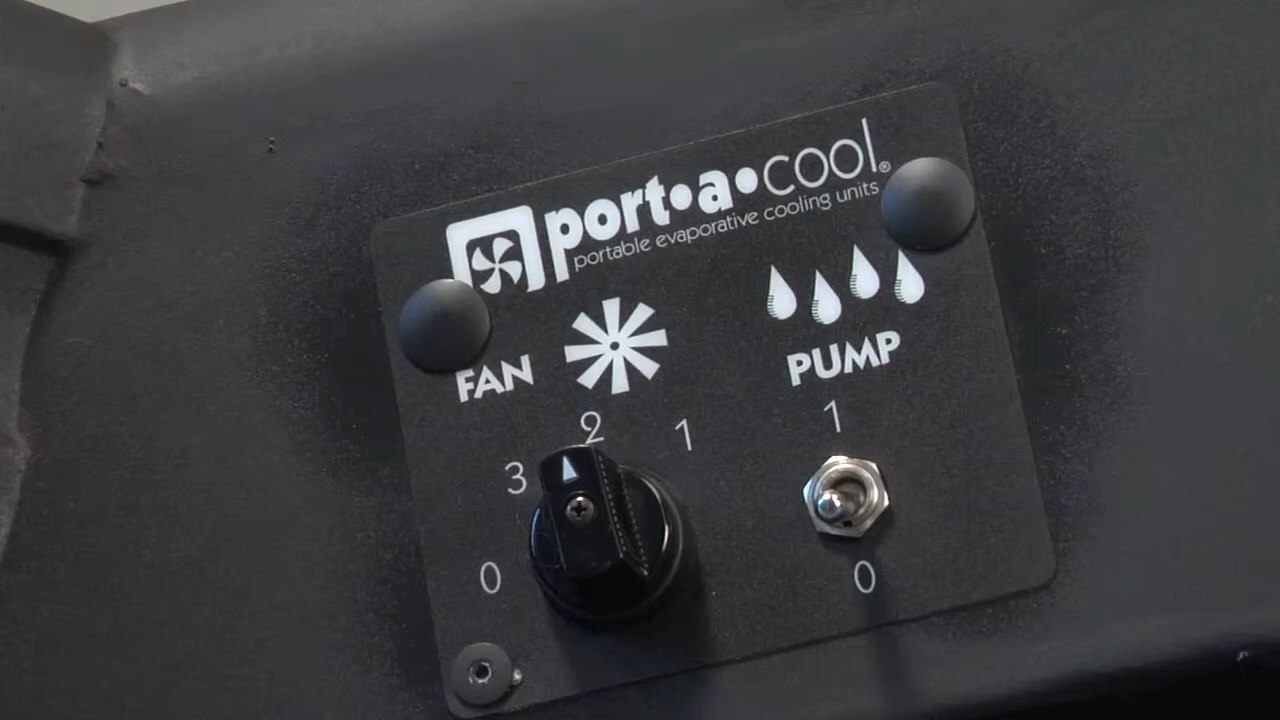 port•a•cool®
portable evaporative cooling units
FAN
PUMP
2
1
1
3
0
0